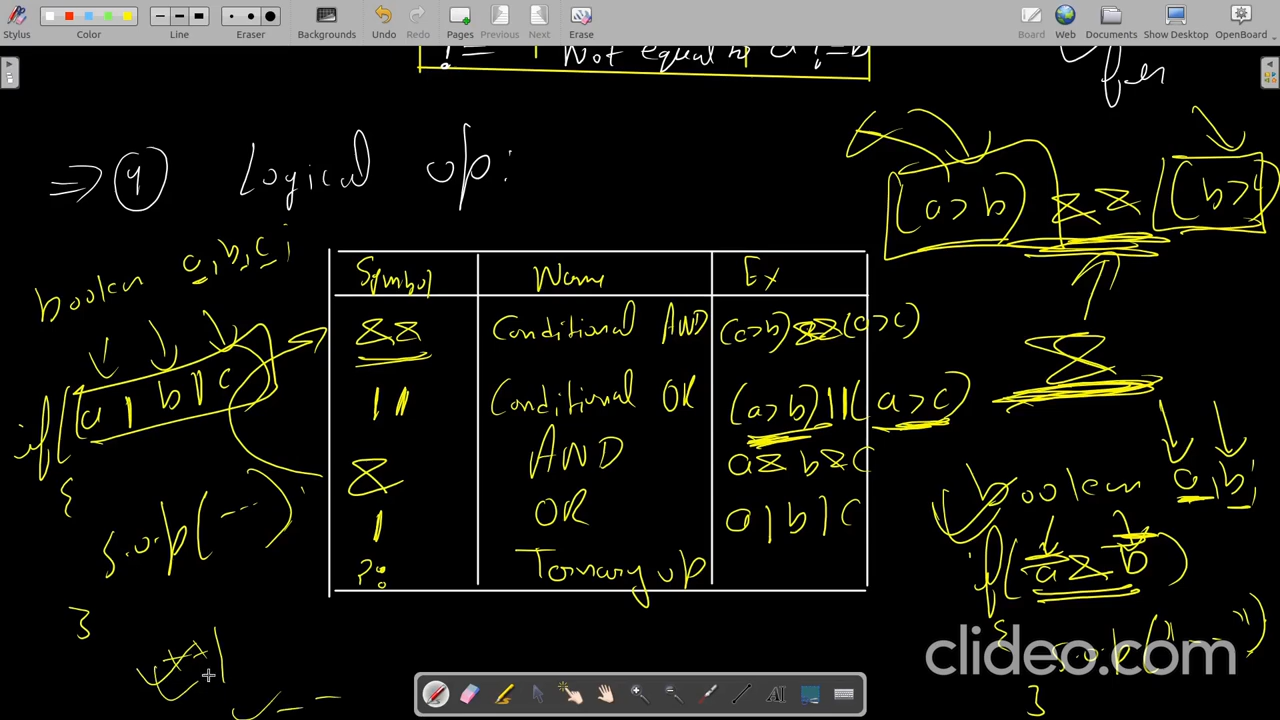 Stylus Color Line Eraser Backgrounds Undo Redo Pages Previous Next Erase Board Web Documents Show Desktop OpenBoard
!= Not equal to a != b
for
⇒ 4 Logical op:
(a > b) && (b > c)
&
boolean a, b, c;
if(a | b | c)
{
s.o.p(---);
}
Symbol Name Ex
&& Conditional AND (a>b) && (a>c)
|| Conditional OR (a>b) || (a>c)
& AND a & b & c
| OR a | b | c
?: Ternary op
boolean a, b;
if(a & b)
{
s.o.p("---")
}
clideo.com